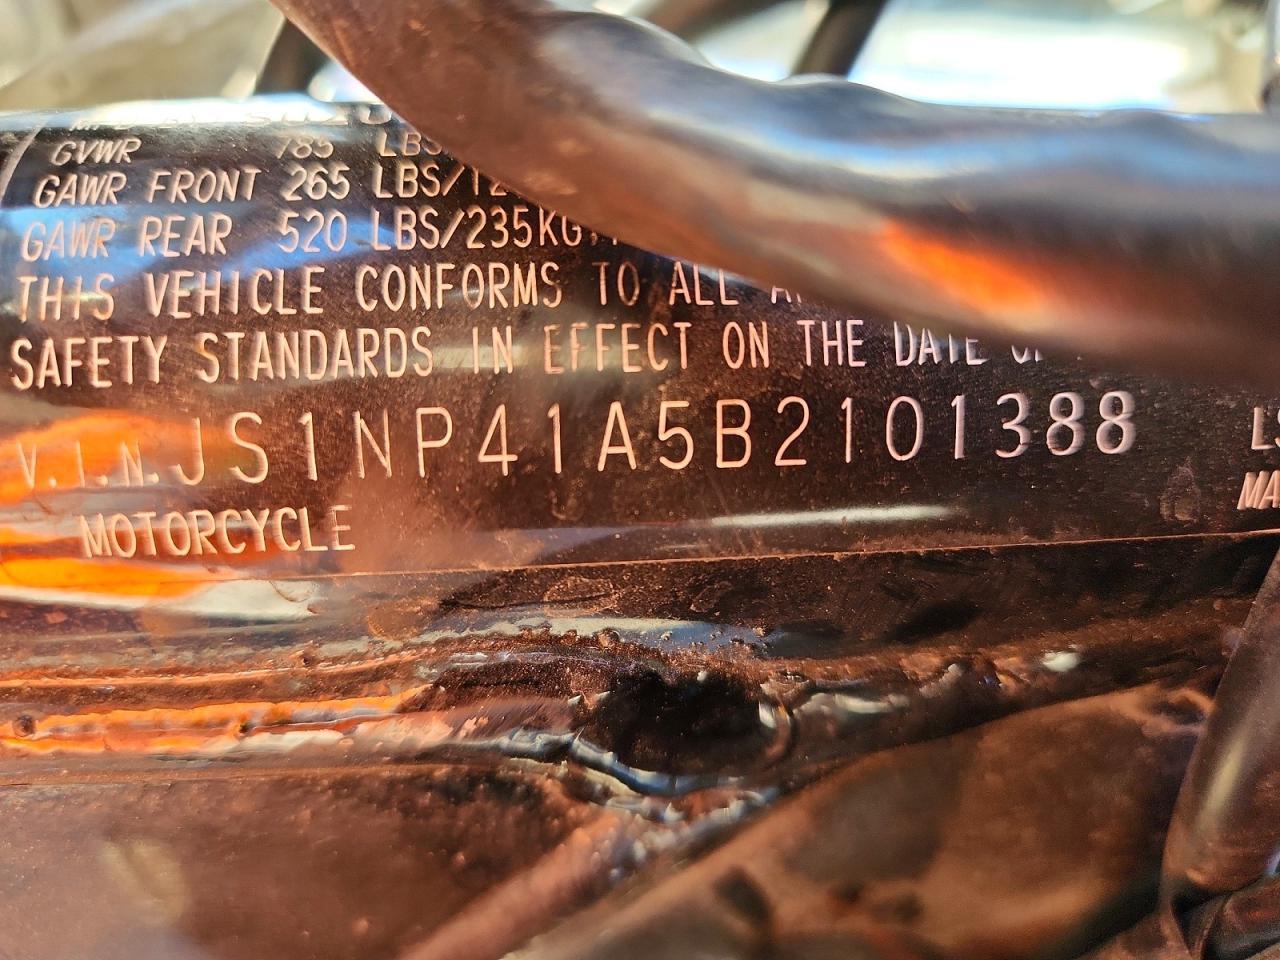 GVWR 785 LBS
GAWR FRONT 265 LBS/12
GAWR REAR 520 LBS/235KG
THIS VEHICLE CONFORMS TO ALL
SAFETY STANDARDS IN EFFECT ON THE DATE
V.I.N. JS1NP41A5B2101388
MOTORCYCLE